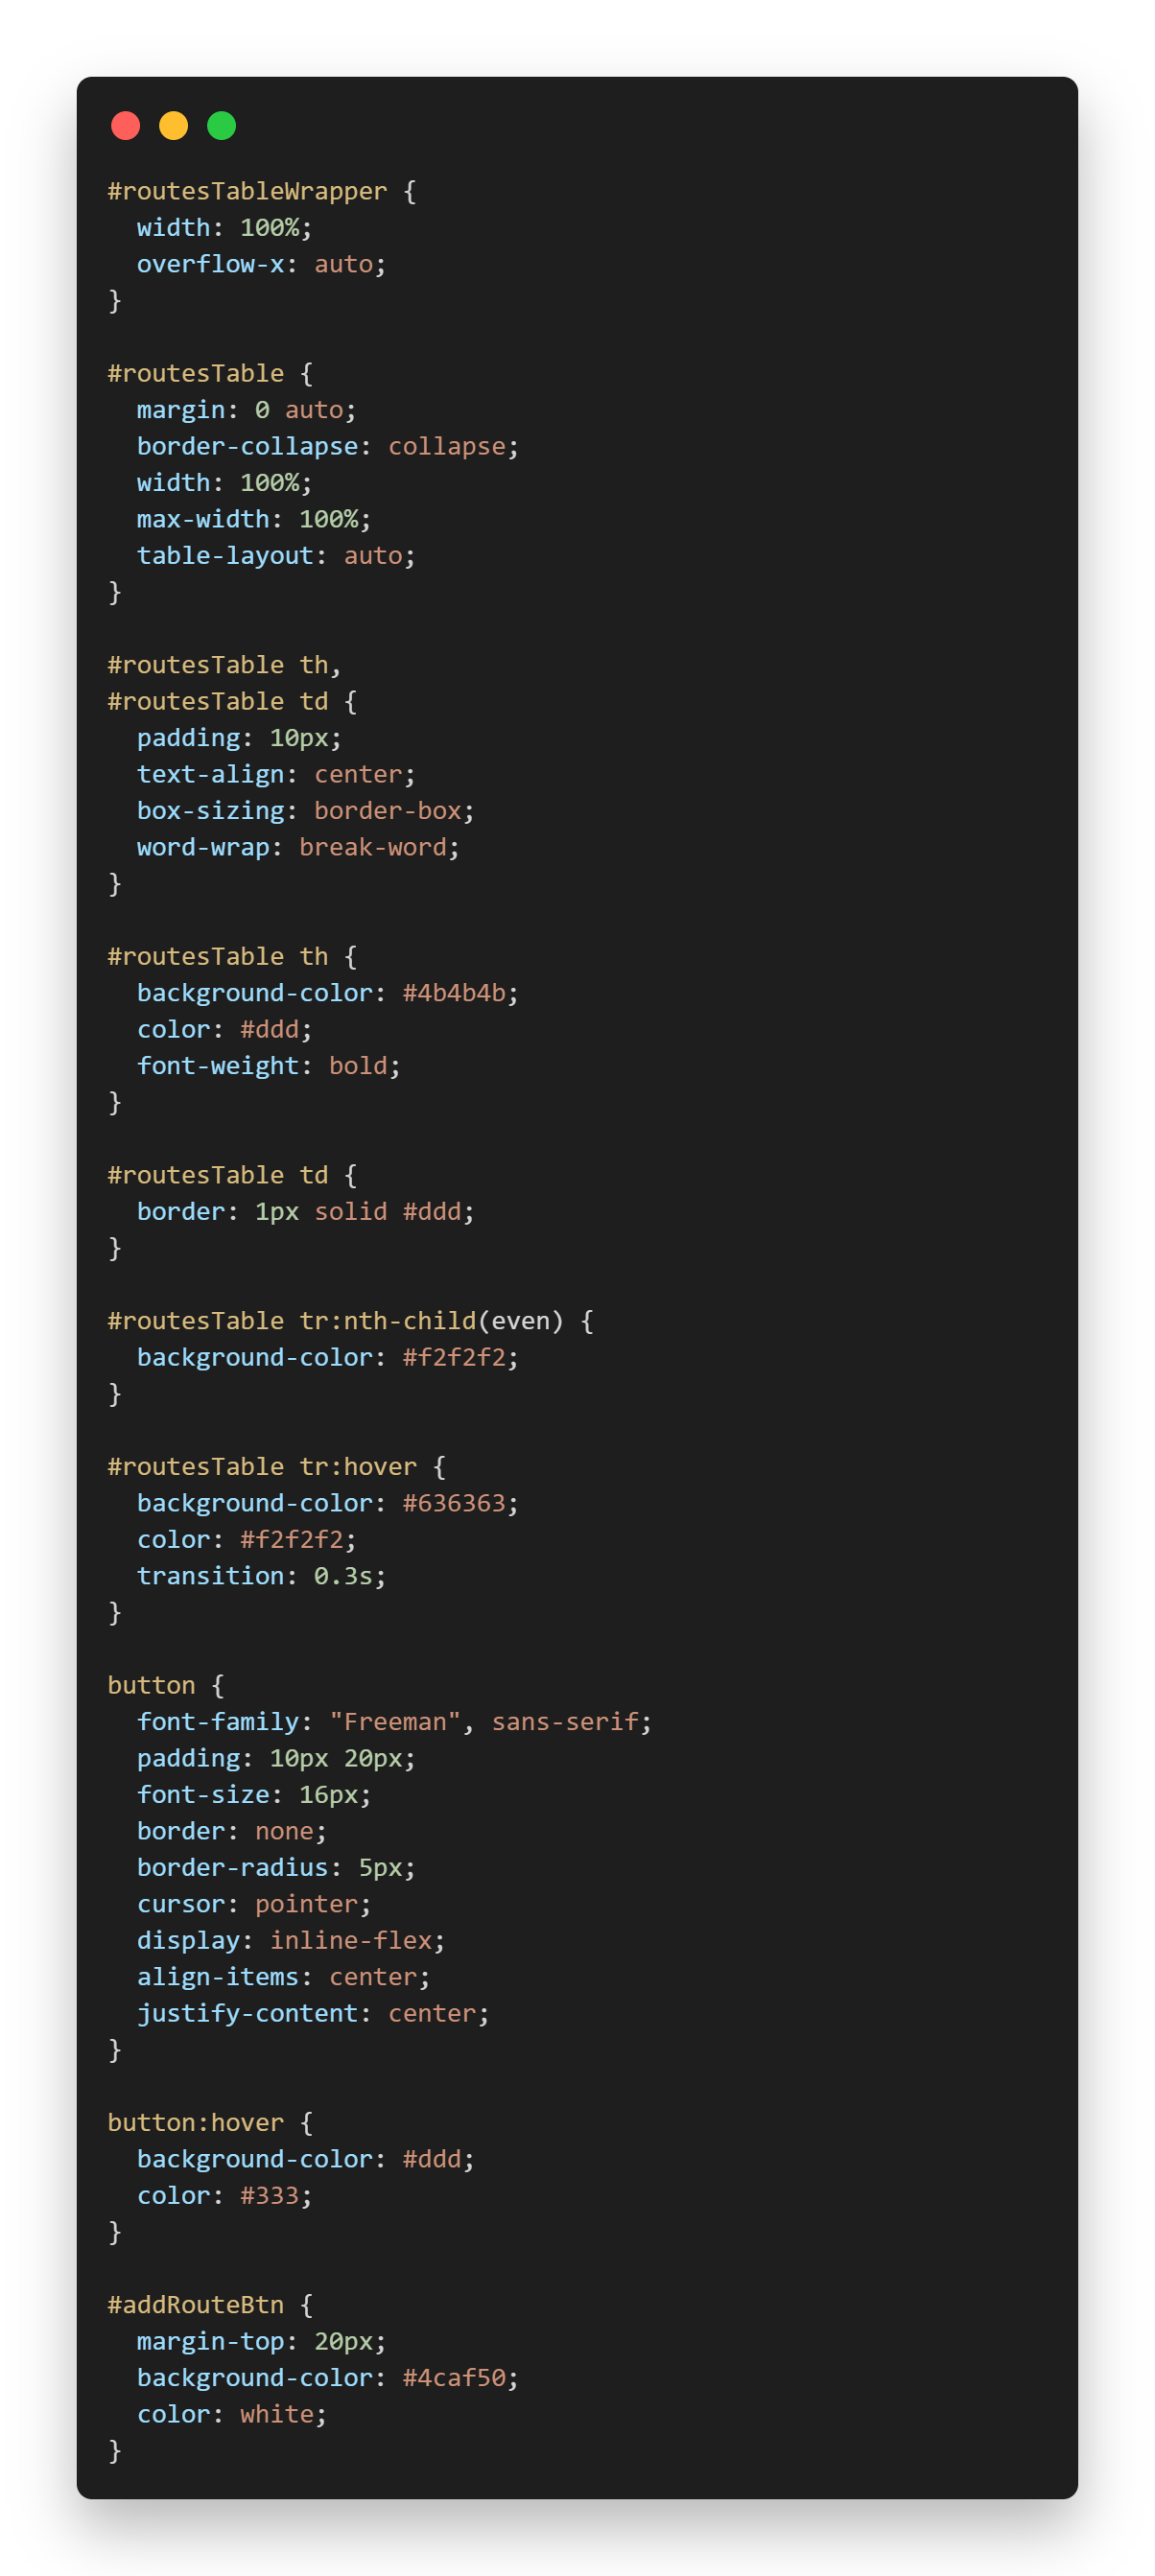 #routesTableWrapper {
  width: 100%;
  overflow-x: auto;
}

#routesTable {
  margin: 0 auto;
  border-collapse: collapse;
  width: 100%;
  max-width: 100%;
  table-layout: auto;
}

#routesTable th,
#routesTable td {
  padding: 10px;
  text-align: center;
  box-sizing: border-box;
  word-wrap: break-word;
}

#routesTable th {
  background-color: #4b4b4b;
  color: #ddd;
  font-weight: bold;
}

#routesTable td {
  border: 1px solid #ddd;
}

#routesTable tr:nth-child(even) {
  background-color: #f2f2f2;
}

#routesTable tr:hover {
  background-color: #636363;
  color: #f2f2f2;
  transition: 0.3s;
}

button {
  font-family: "Freeman", sans-serif;
  padding: 10px 20px;
  font-size: 16px;
  border: none;
  border-radius: 5px;
  cursor: pointer;
  display: inline-flex;
  align-items: center;
  justify-content: center;
}

button:hover {
  background-color: #ddd;
  color: #333;
}

#addRouteBtn {
  margin-top: 20px;
  background-color: #4caf50;
  color: white;
}